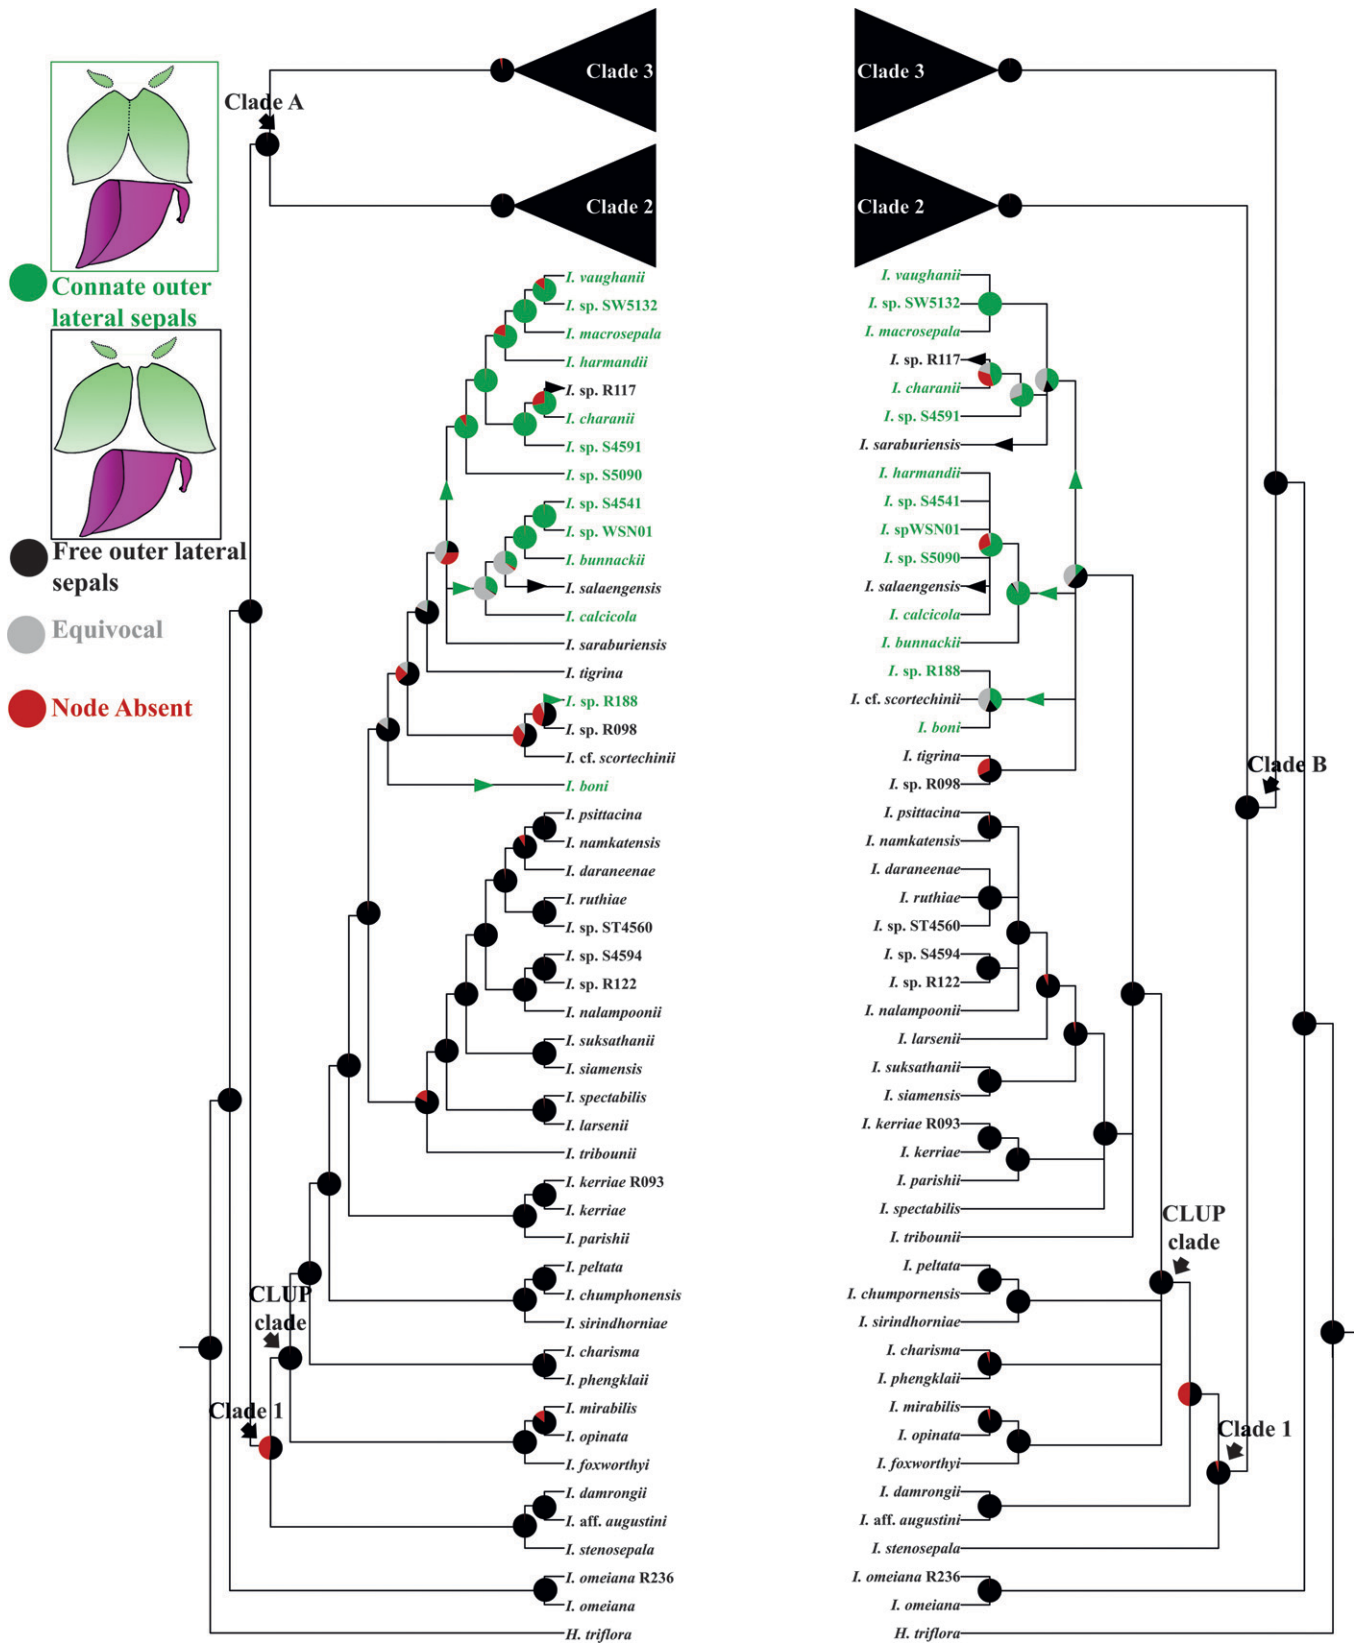 Clade A
Clade 3
Clade 2
Connate outer
lateral sepals
Free outer lateral
sepals
Equivocal
Node Absent
I. vaughanii
I. sp. SW5132
I. macrosepala
I. harmandii
I. sp. R117
I. charanii
I. sp. S4591
I. sp. S5090
I. sp. S4541
I. sp. WSN01
I. bunnackii
I. salaengensis
I. calcicola
I. saraburiensis
I. tigrina
I. sp. R188
I. sp. R098
I. cf. scortechinii
I. boni
I. psittacina
I. namkatensis
I. daraneenae
I. ruthiae
I. sp. ST4560
I. sp. S4594
I. sp. R122
I. nalampoonii
I. suksathanii
I. siamensis
I. spectabilis
I. larsenii
I. tribounii
I. kerriae R093
I. kerriae
I. parishii
I. peltata
I. chumphonensis
I. sirindhorniae
I. charisma
I. phengklaii
I. mirabilis
I. opinata
I. foxworthyi
I. damrongii
I. aff. augustini
I. stenosepala
I. omeiana R236
I. omeiana
H. triflora
CLUP
clade
Clade 1
Clade 3
Clade 2
I. vaughanii
I. sp. SW5132
I. macrosepala
I. sp. R117
I. charanii
I. sp. S4591
I. saraburiensis
I. harmandii
I. sp. S4541
I. spWSN01
I. sp. S5090
I. salaengensis
I. calcicola
I. bunnackii
I. sp. R188
I. cf. scortechinii
I. boni
I. tigrina
I. sp. R098
I. psittacina
I. namkatensis
I. daraneenae
I. ruthiae
I. sp. ST4560
I. sp. S4594
I. sp. R122
I. nalampoonii
I. larsenii
I. suksathanii
I. siamensis
I. kerriae R093
I. kerriae
I. parishii
I. spectabilis
I. tribounii
I. peltata
I. chumpornensis
I. sirindhorniae
I. charisma
I. phengklaii
I. mirabilis
I. opinata
I. foxworthyi
I. damrongii
I. aff. augustini
I. stenosepala
I. omeiana R236
I. omeiana
H. triflora
Clade B
CLUP
clade
Clade 1